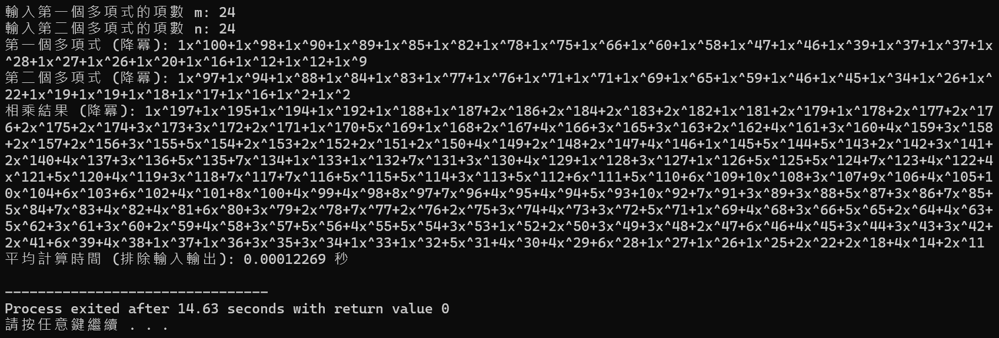 輸入第一個多項式的項數 m: 24
輸入第二個多項式的項數 n: 24
第一個多項式 (降冪): 1x^100+1x^98+1x^90+1x^89+1x^85+1x^82+1x^78+1x^75+1x^66+1x^60+1x^58+1x^47+1x^46+1x^39+1x^37+1x^37+1x
^28+1x^27+1x^26+1x^20+1x^16+1x^12+1x^12+1x^9
第二個多項式 (降冪): 1x^97+1x^94+1x^88+1x^84+1x^83+1x^77+1x^76+1x^71+1x^71+1x^69+1x^65+1x^59+1x^46+1x^45+1x^34+1x^26+1x^
22+1x^19+1x^19+1x^18+1x^17+1x^16+1x^2+1x^2
相乘結果 (降冪): 1x^197+1x^195+1x^194+1x^192+1x^188+1x^187+2x^186+2x^184+2x^183+2x^182+1x^181+2x^179+1x^178+2x^177+2x^17
6+2x^175+2x^174+3x^173+3x^172+2x^171+1x^170+5x^169+1x^168+2x^167+4x^166+3x^165+3x^163+2x^162+4x^161+3x^160+4x^159+3x^158
+2x^157+2x^156+3x^155+5x^154+2x^153+2x^152+2x^151+2x^150+4x^149+2x^148+2x^147+4x^146+1x^145+5x^144+5x^143+2x^142+3x^141+
2x^140+4x^137+3x^136+5x^135+7x^134+1x^133+1x^132+7x^131+3x^130+4x^129+1x^128+3x^127+1x^126+5x^125+5x^124+7x^123+4x^122+4
x^121+5x^120+4x^119+3x^118+7x^117+7x^116+5x^115+5x^114+3x^113+5x^112+6x^111+5x^110+6x^109+10x^108+3x^107+9x^106+4x^105+1
0x^104+6x^103+6x^102+4x^101+8x^100+4x^99+4x^98+8x^97+7x^96+4x^95+4x^94+5x^93+10x^92+7x^91+3x^89+3x^88+5x^87+3x^86+7x^85+
5x^84+7x^83+4x^82+4x^81+6x^80+3x^79+2x^78+7x^77+2x^76+2x^75+3x^74+4x^73+3x^72+5x^71+1x^69+4x^68+3x^66+5x^65+2x^64+4x^63+
5x^62+3x^61+3x^60+2x^59+4x^58+3x^57+5x^56+4x^55+5x^54+3x^53+1x^52+2x^50+3x^49+3x^48+2x^47+6x^46+4x^45+3x^44+3x^43+3x^42+
2x^41+6x^39+4x^38+1x^37+1x^36+3x^35+3x^34+1x^33+1x^32+5x^31+4x^30+4x^29+6x^28+1x^27+1x^26+1x^25+2x^22+2x^18+4x^14+2x^11
平均計算時間 (排除輸入輸出): 0.00012269 秒
--------------------------------
Process exited after 14.63 seconds with return value 0
請按任意鍵繼續 . . .